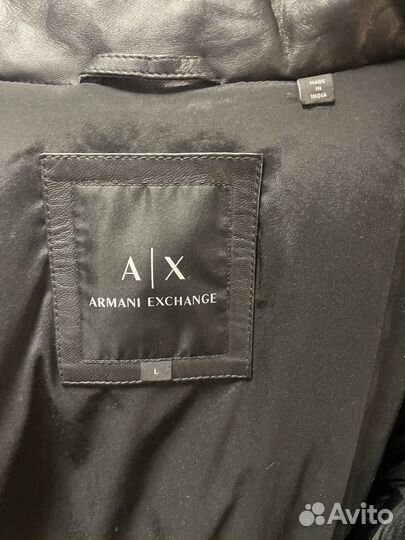 MADE
IN
INDIA
A|X
ARMANI EXCHANGE
L
Avito